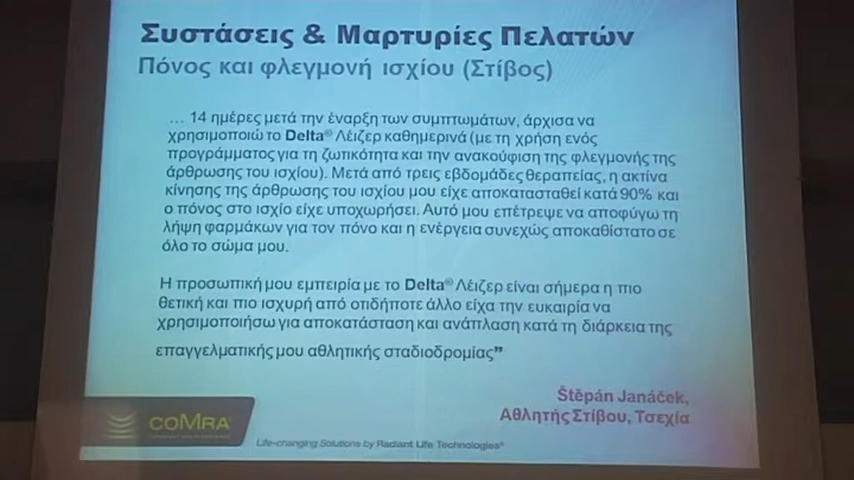 Συστάσεις & Μαρτυρίες Πελατών
Πόνος και φλεγμονή ισχίου (Στίβος)
… 14 ημέρες μετά την έναρξη των συμπτωμάτων, άρχισα να
χρησιμοποιώ το Delta® Λέιζερ καθημερινά (με τη χρήση ενός
προγράμματος για τη ζωτικότητα και την ανακούφιση της φλεγμονής της
άρθρωσης του ισχίου). Μετά από τρεις εβδομάδες θεραπείας, η ακτίνα
κίνησης της άρθρωσης του ισχίου μου είχε αποκατασταθεί κατά 90% και
ο πόνος στο ισχίο είχε υποχωρήσει. Αυτό μου επέτρεψε να αποφύγω τη
λήψη φαρμάκων για τον πόνο και η ενέργεια συνεχώς αποκαθίστατο σε
όλο το σώμα μου.
Η προσωπική μου εμπειρία με το Delta® Λέιζερ είναι σήμερα η πιο
θετική και πιο ισχυρή από οτιδήποτε άλλο είχα την ευκαιρία να
χρησιμοποιήσω για αποκατάσταση και ανάπλαση κατά τη διάρκεια της
επαγγελματικής μου αθλητικής σταδιοδρομίας”
Štěpán Janáček,
Αθλητής Στίβου, Τσεχία
coMra®
Life-changing Solutions by Radiant Life Technologies®